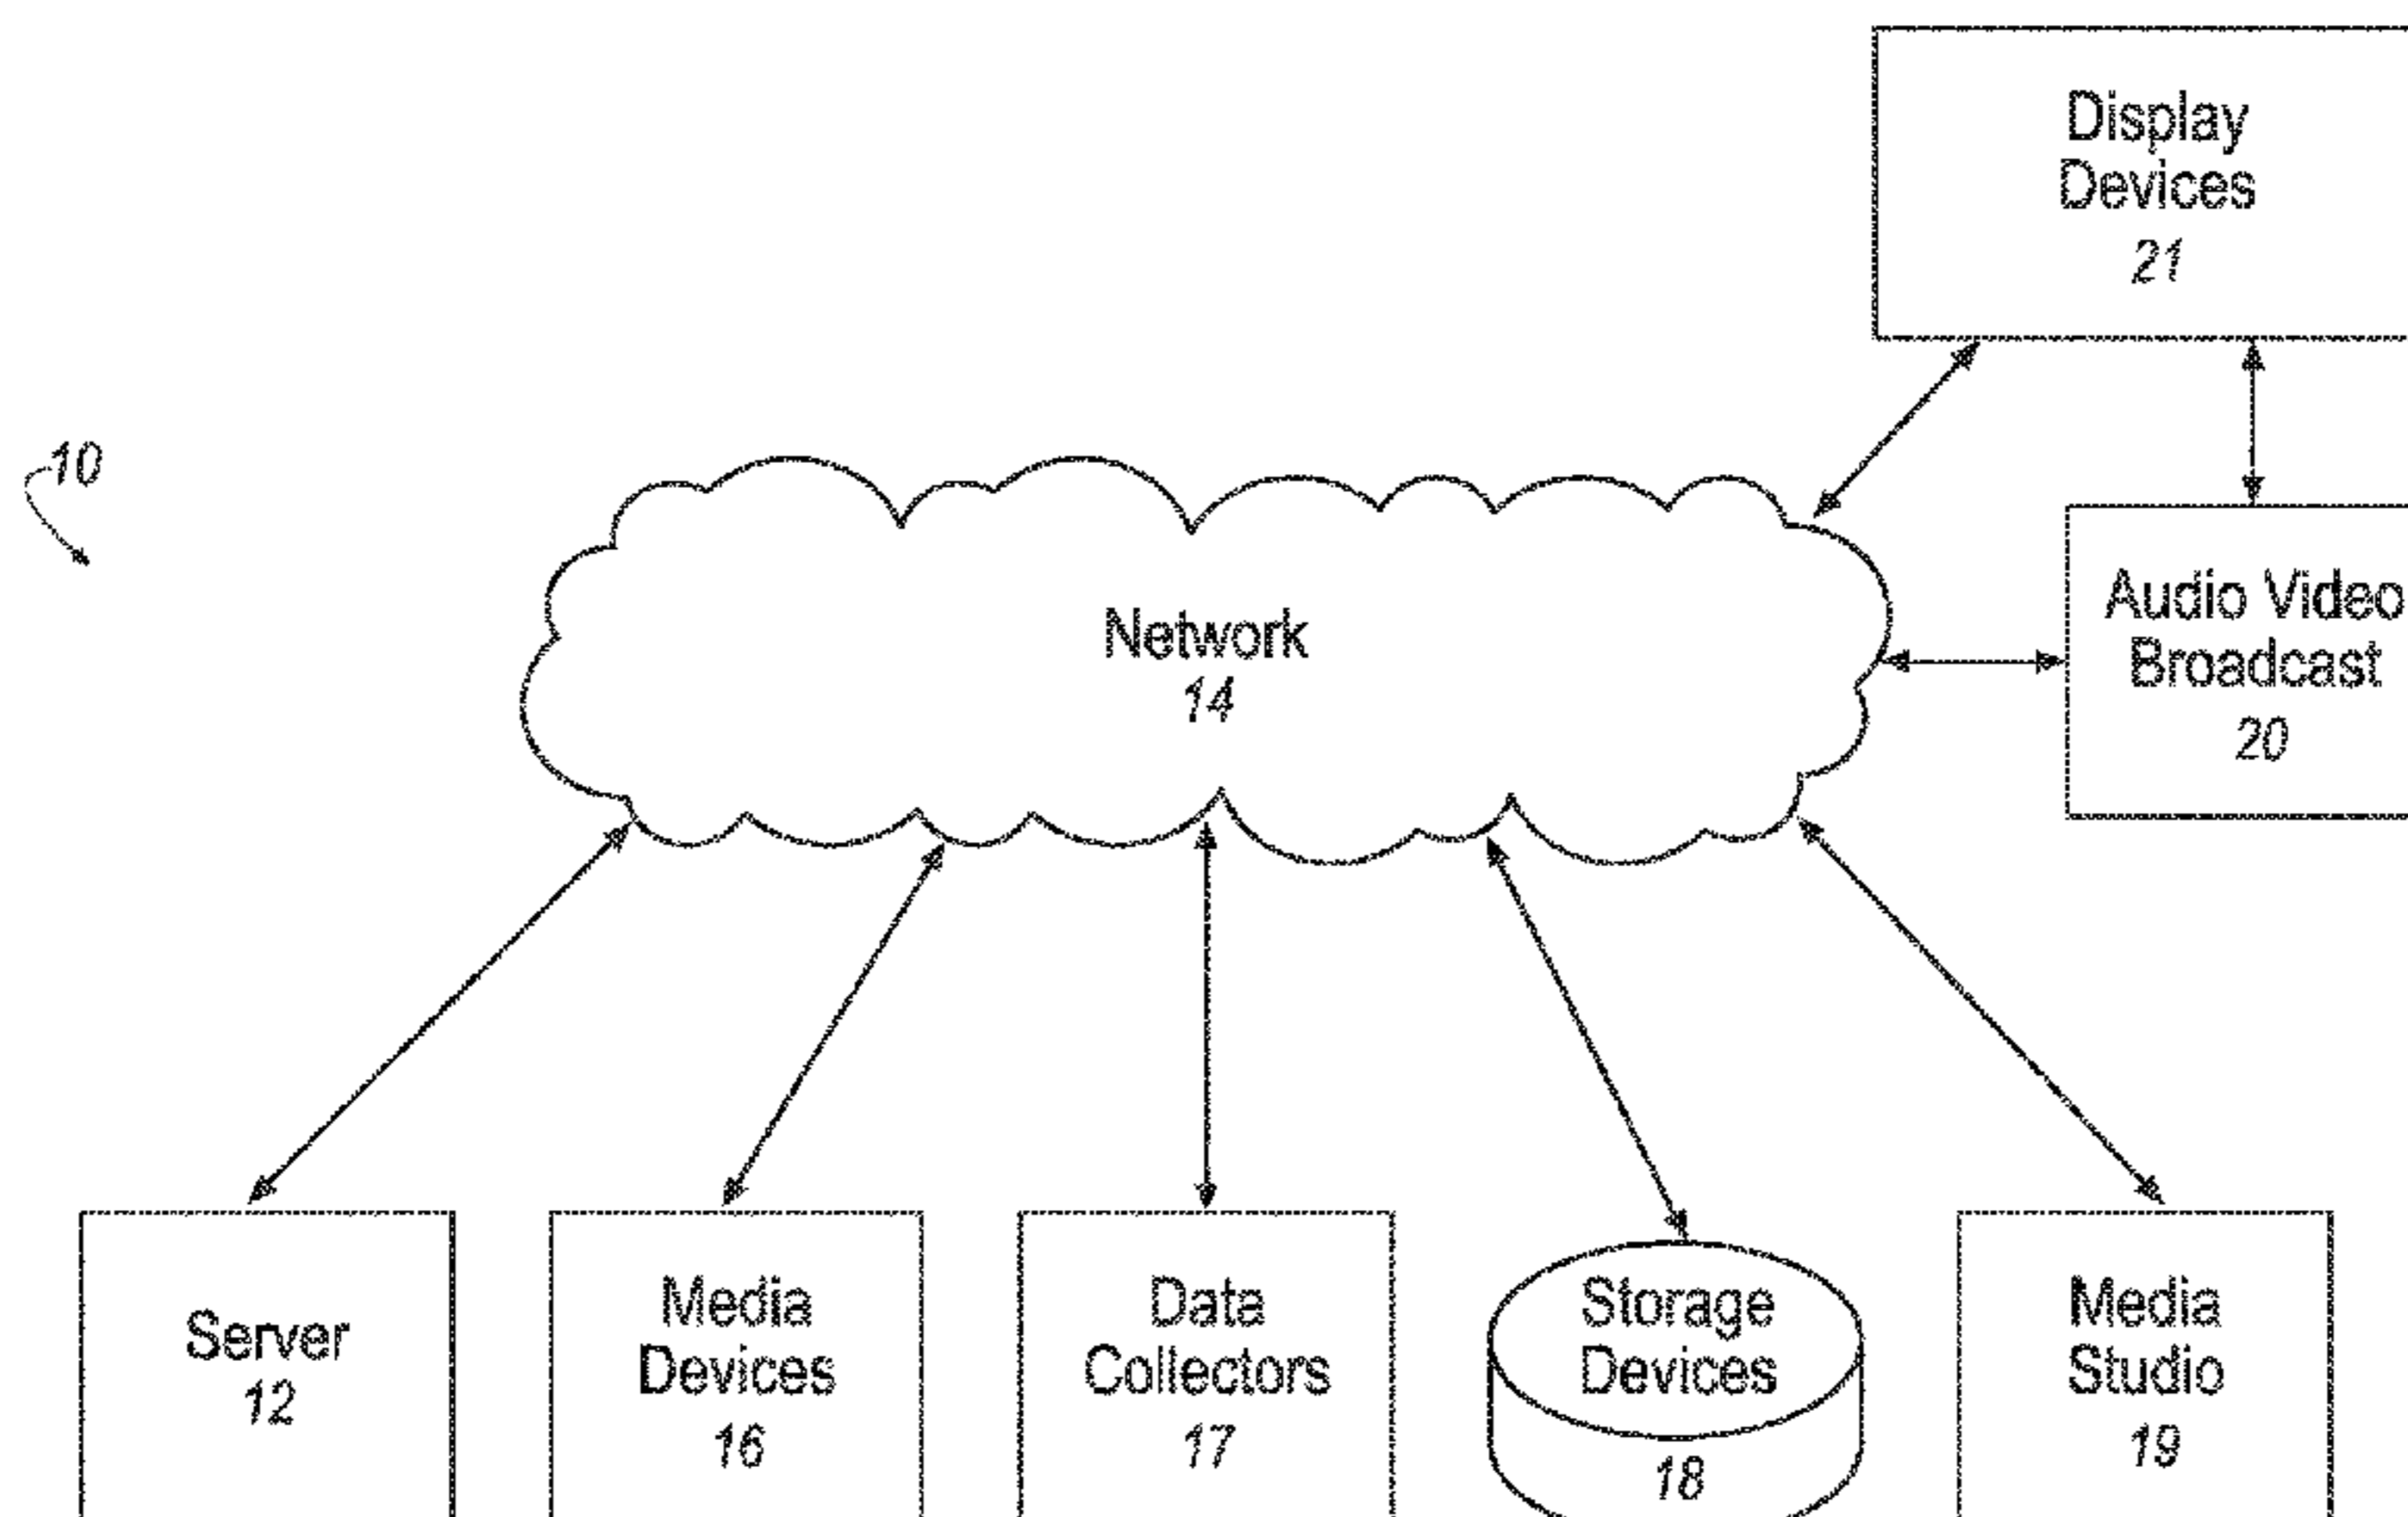 Display
Devices
21
10
Network
14
Audio Video
Broadcast
20
Server
12
Media
Devices
16
Data
Collectors
17
Storage
Devices
18
Media
Studio
19